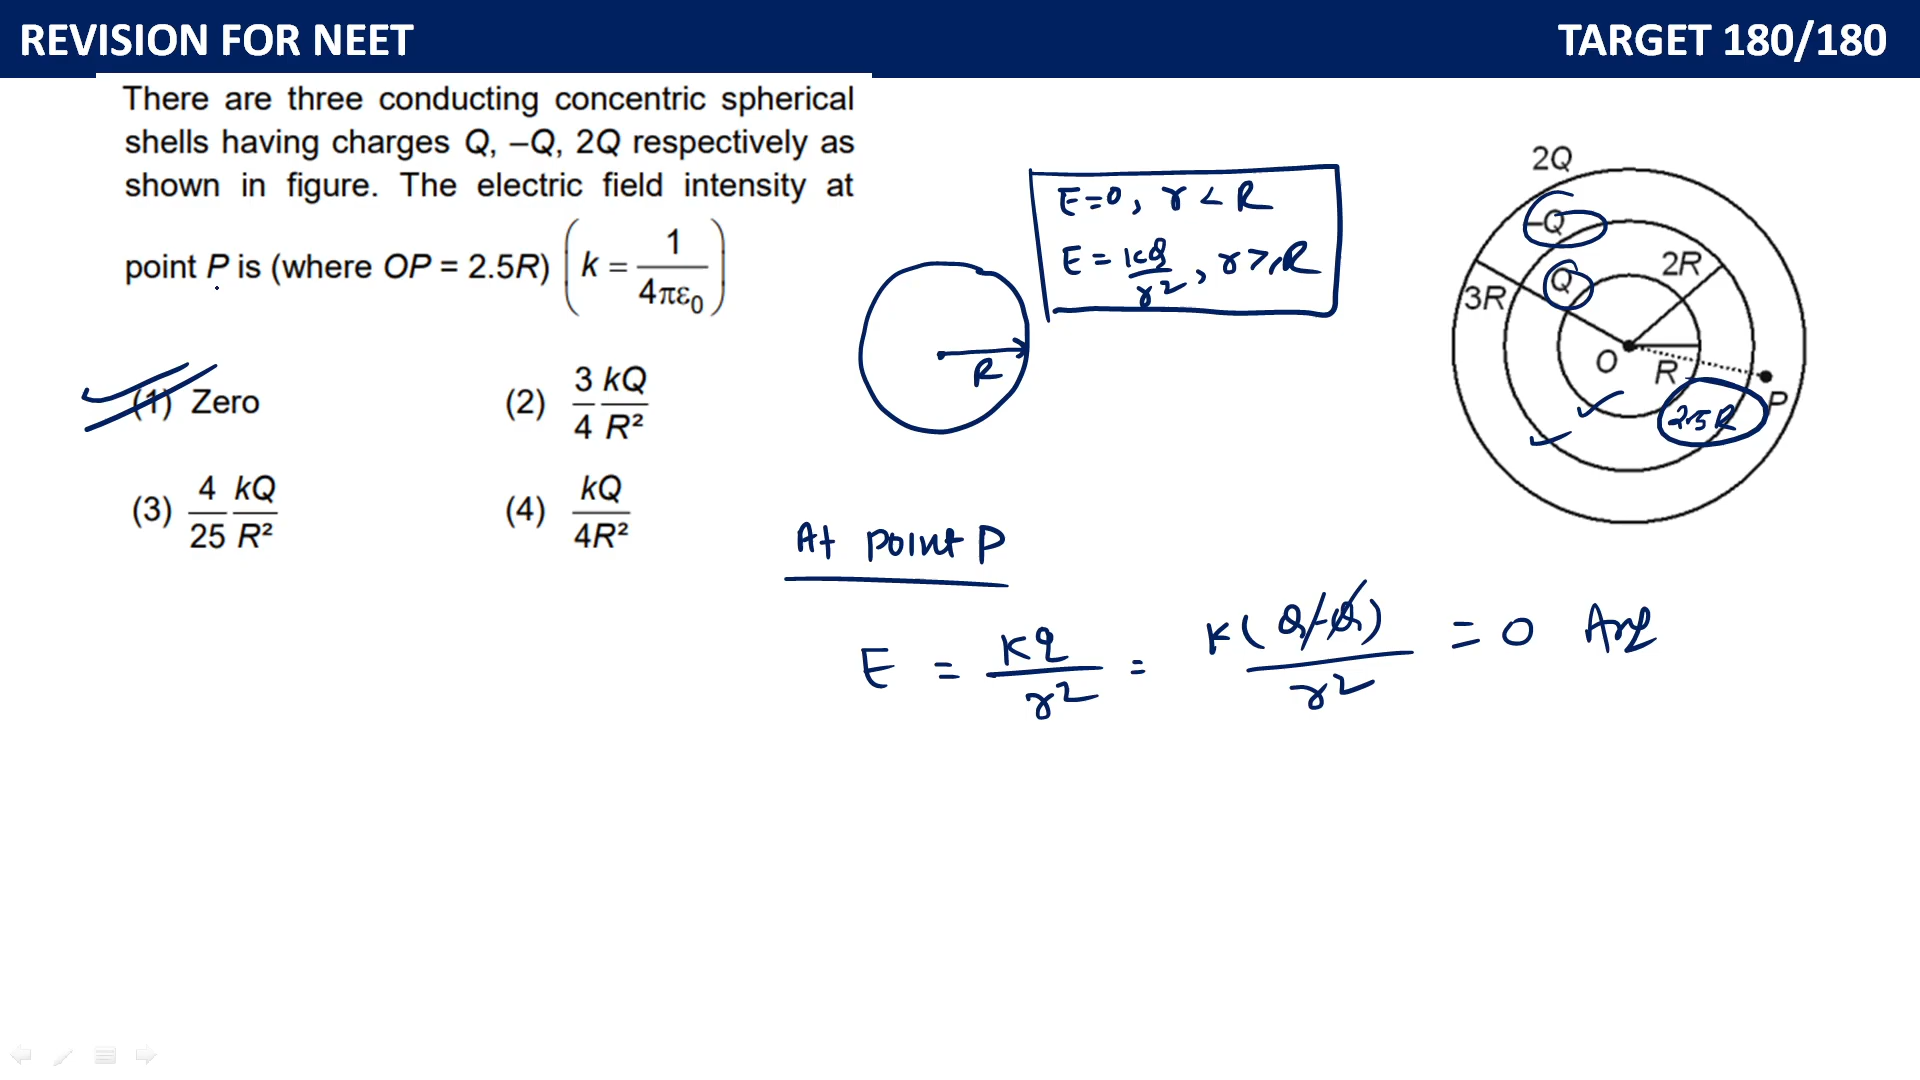 REVISION FOR NEET
TARGET 180/180
There are three conducting concentric spherical
shells having charges Q, –Q, 2Q respectively as
shown in figure. The electric field intensity at
point P is (where OP = 2.5R) (k = 1/4πε₀)
(1) Zero
(2) 3/4 kQ/R²
(3) 4/25 kQ/R²
(4) kQ/4R²
E=0, r < R
E = kQ/r², r ≥ R
R
2Q
–Q
Q
2R
3R
O
R
P
2.5R
At point P
E = kq/r² = k(Q-Q)/r² = 0 Ans